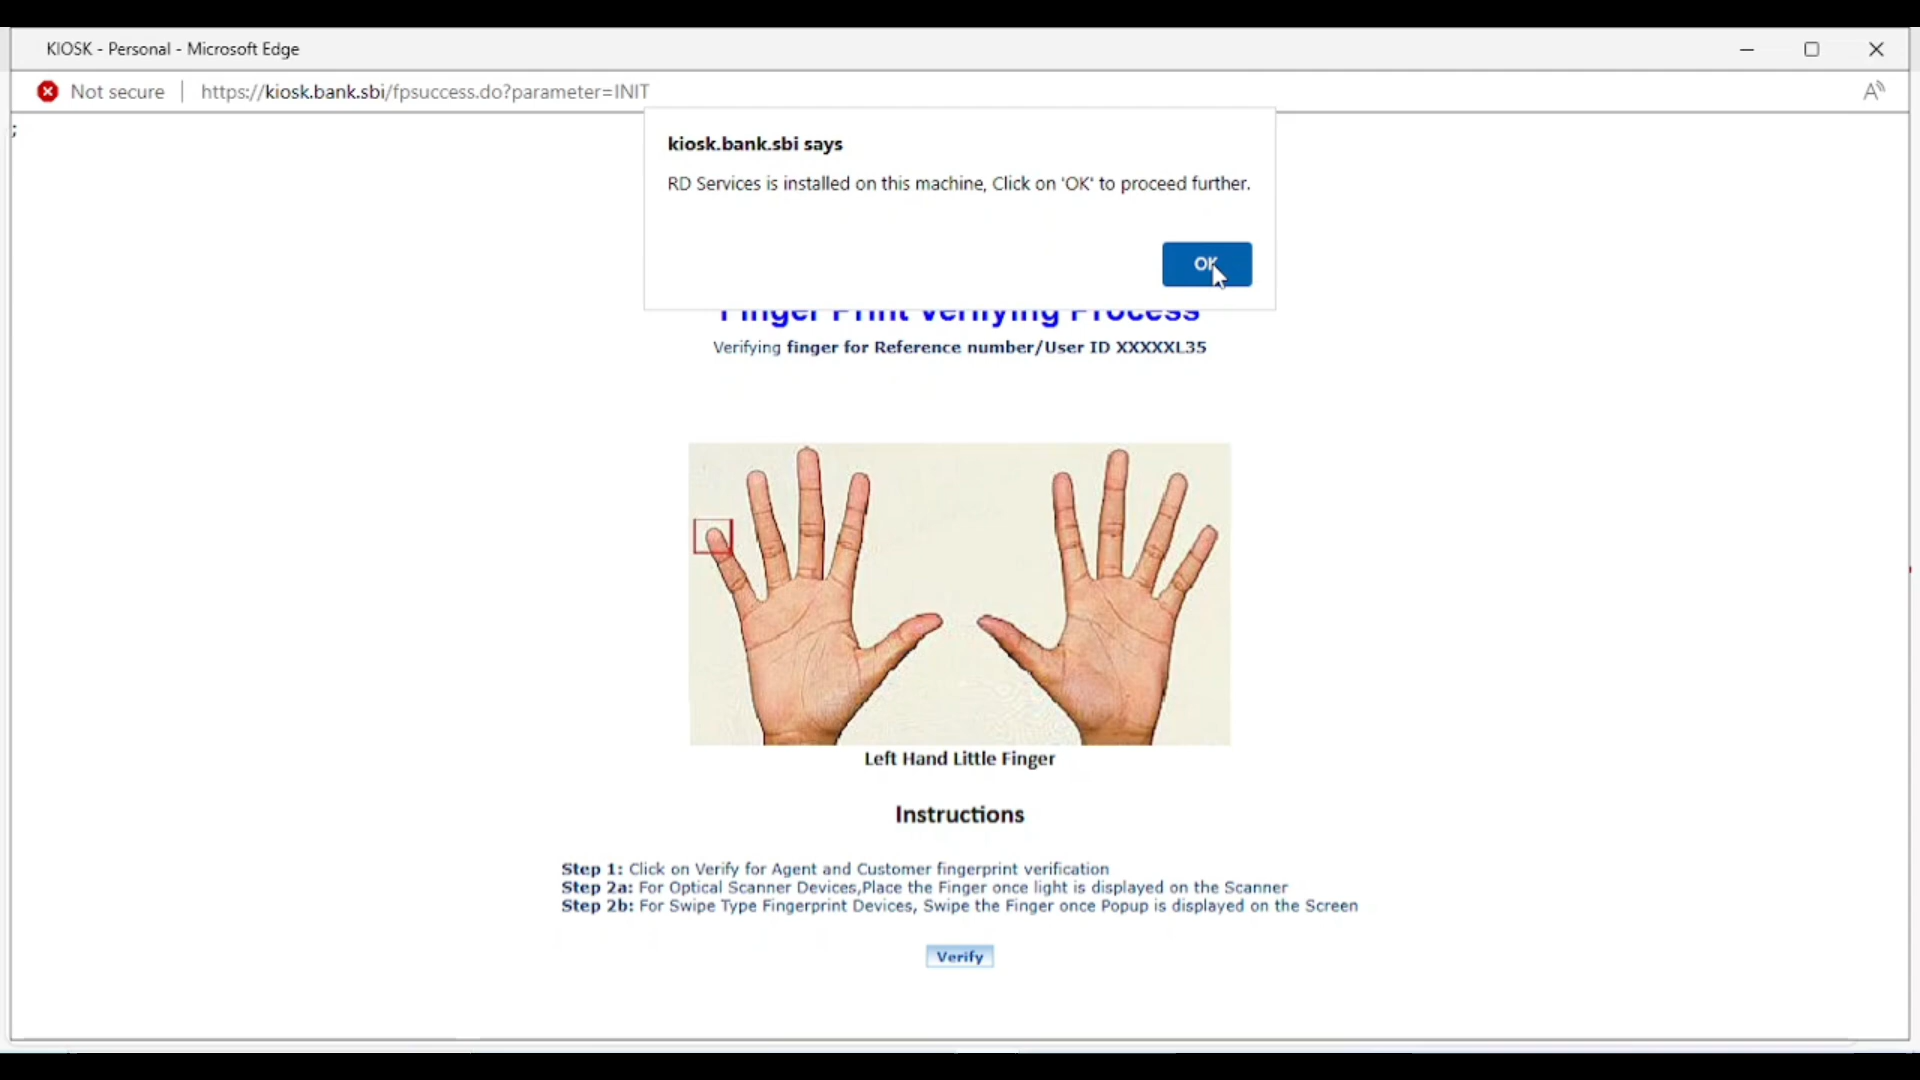 KIOSK - Personal - Microsoft Edge
Not secure
https://kiosk.bank.sbi/fpsuccess.do?parameter=INIT
;
kiosk.bank.sbi says
RD Services is installed on this machine, Click on 'OK' to proceed further.
OK
Finger Print Verifying Process
Verifying finger for Reference number/User ID XXXXXL35
Left Hand Little Finger
Instructions
Step 1: Click on Verify for Agent and Customer fingerprint verification
Step 2a: For Optical Scanner Devices,Place the Finger once light is displayed on the Scanner
Step 2b: For Swipe Type Fingerprint Devices, Swipe the Finger once Popup is displayed on the Screen
Verify